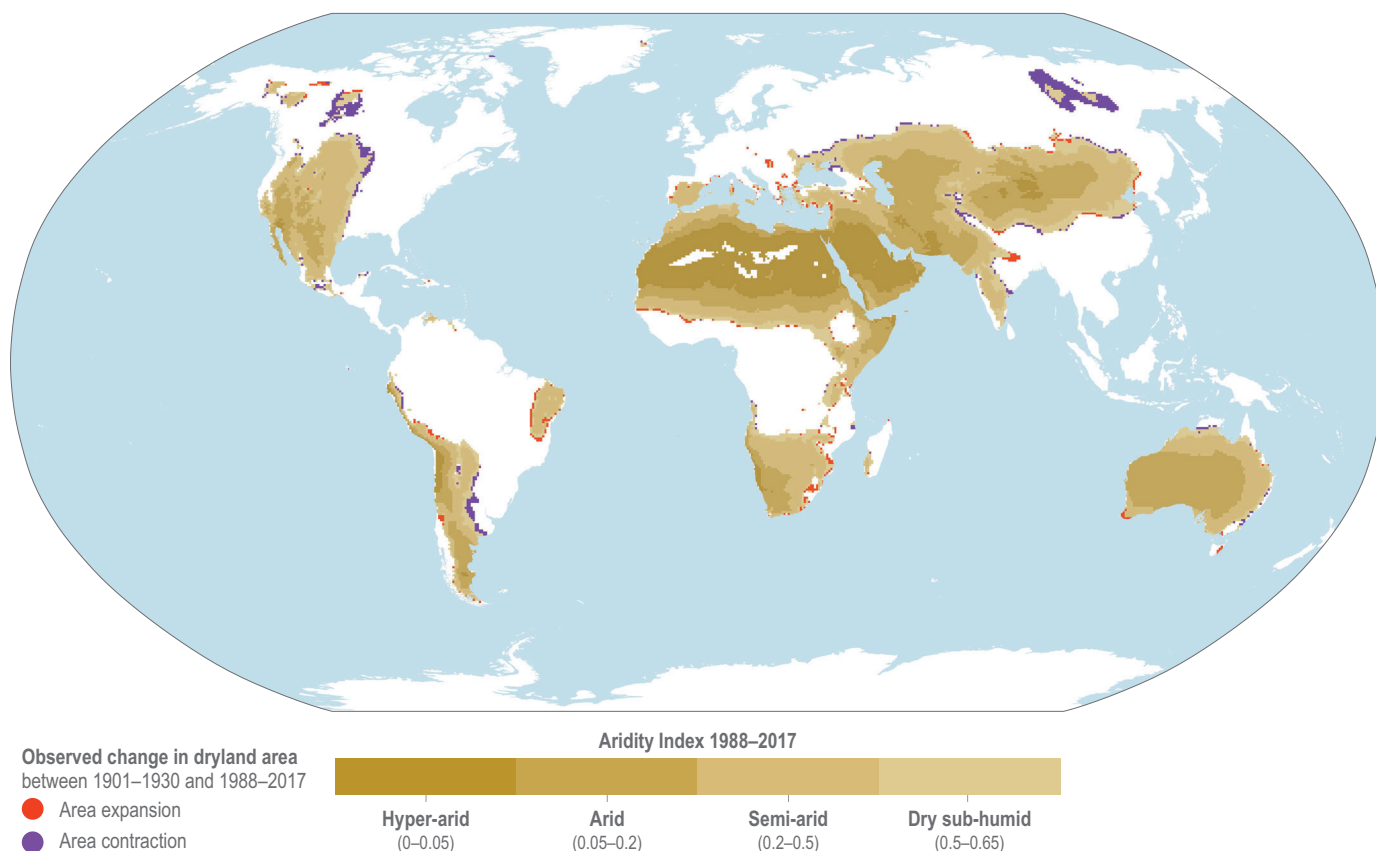 Observed change in dryland area
between 1901–1930 and 1988–2017
Area expansion
Area contraction
Aridity Index 1988–2017
Hyper-arid
(0–0.05)
Arid
(0.05–0.2)
Semi-arid
(0.2–0.5)
Dry sub-humid
(0.5–0.65)